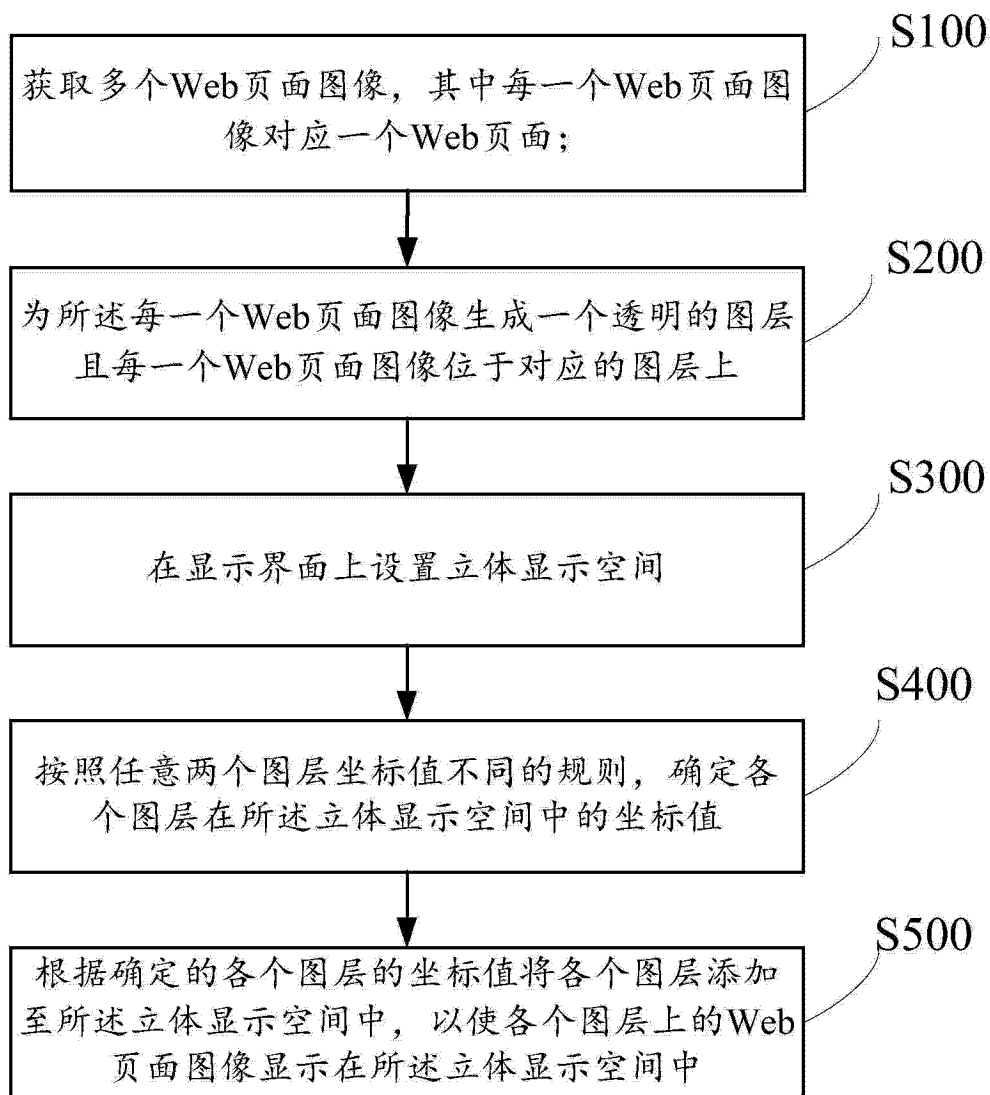 S100
获取多个Web页面图像，其中每一个Web页面图
像对应一个Web页面；
S200
为所述每一个Web页面图像生成一个透明的图层
且每一个Web页面图像位于对应的图层上
S300
在显示界面上设置立体显示空间
S400
按照任意两个图层坐标值不同的规则，确定各
个图层在所述立体显示空间中的坐标值
S500
根据确定的各个图层的坐标值将各个图层添加
至所述立体显示空间中，以使各个图层上的Web
页面图像显示在所述立体显示空间中